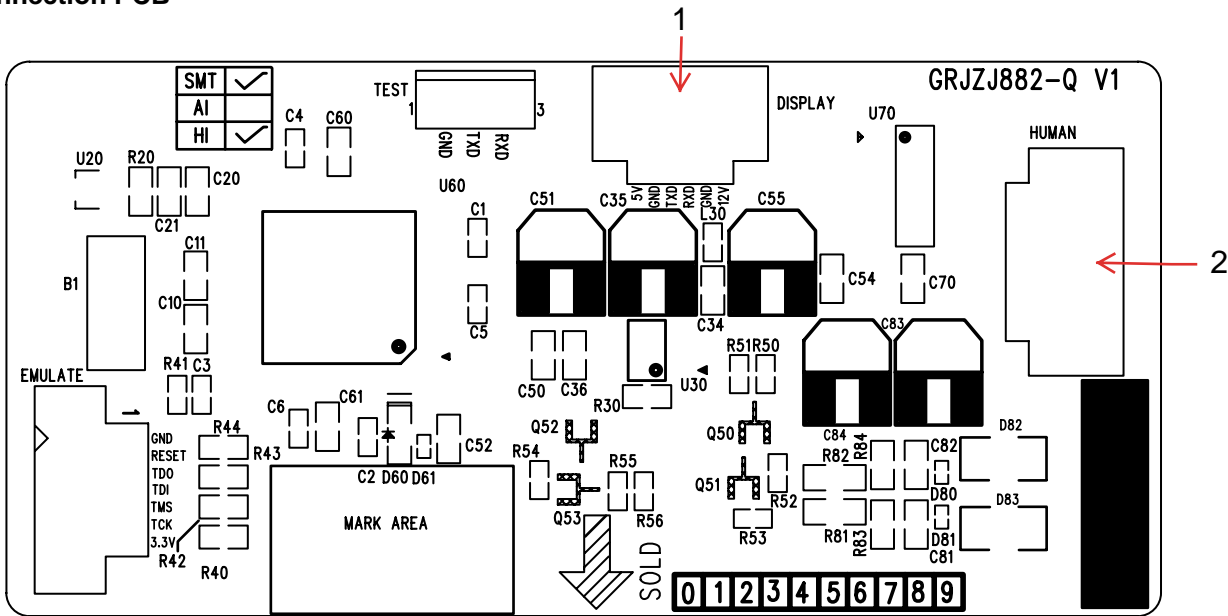 1
SMT
AI
HI
C4
C60
TEST
1
3
GND
TXD
RXD
DISPLAY
GRJZJ882-Q V1
U70
HUMAN
U20
R20
C20
C21
U60
C1
C51
C35
5V
GND
TXD
RXD
GND
12V
L30
C55
C11
B1
C10
C5
C34
C54
C70
2
C83
R41
C3
EMULATE
1
C50
C36
U30
R51
R50
R30
C6
C61
R44
GND
RESET
R43
TDO
TDI
TMS
TCK
3.3V
R42
R40
C2
D60
D61
C52
Q52
R54
R55
Q53
R56
Q50
Q51
R52
R53
C84
R82
R84
C82
D82
D80
D83
R81
R83
D81
C81
MARK AREA
SOLD
0 1 2 3 4 5 6 7 8 9